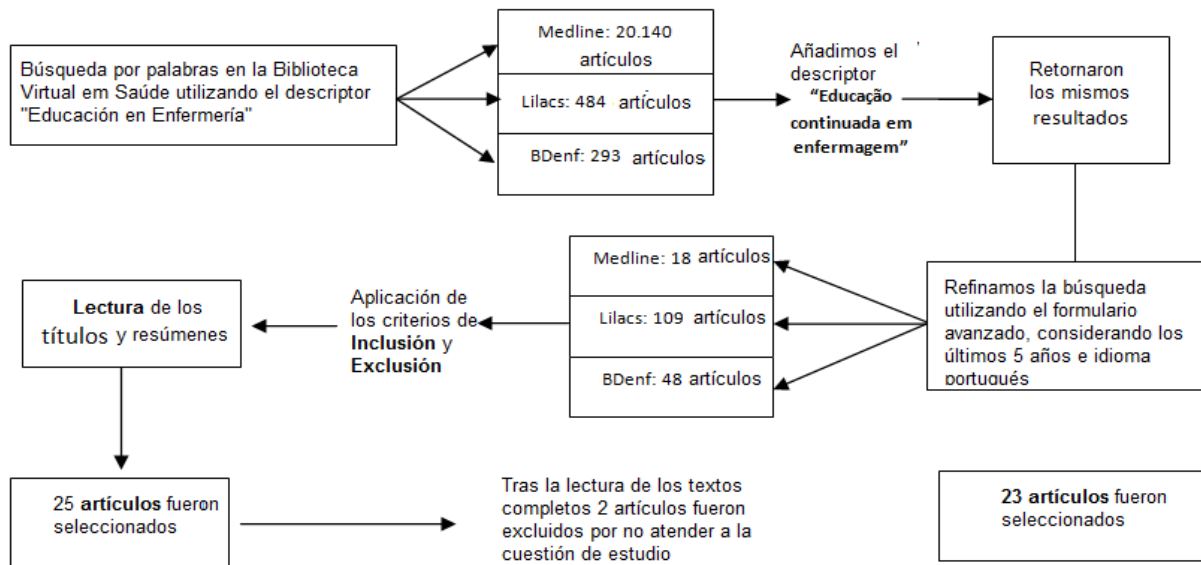 Búsqueda por palabras en la Biblioteca
Virtual em Saúde utilizando el descriptor
"Educación en Enfermería"
Medline: 20.140
artículos
Lilacs: 484 artículos
BDenf: 293 artículos
Añadimos el
descriptor
“Educação
continuada em
enfermagem”
Retornaron
los mismos
resultados
Refinamos la búsqueda
utilizando el formulario
avanzado, considerando los
últimos 5 años e idioma
portugués
Medline: 18 artículos
Lilacs: 109 artículos
BDenf: 48 artículos
Aplicación de
los criterios de
Inclusión y
Exclusión
Lectura de los
títulos y resúmenes
25 artículos fueron
seleccionados
Tras la lectura de los textos
completos 2 artículos fueron
excluidos por no atender a la
cuestión de estudio
23 artículos fueron
seleccionados